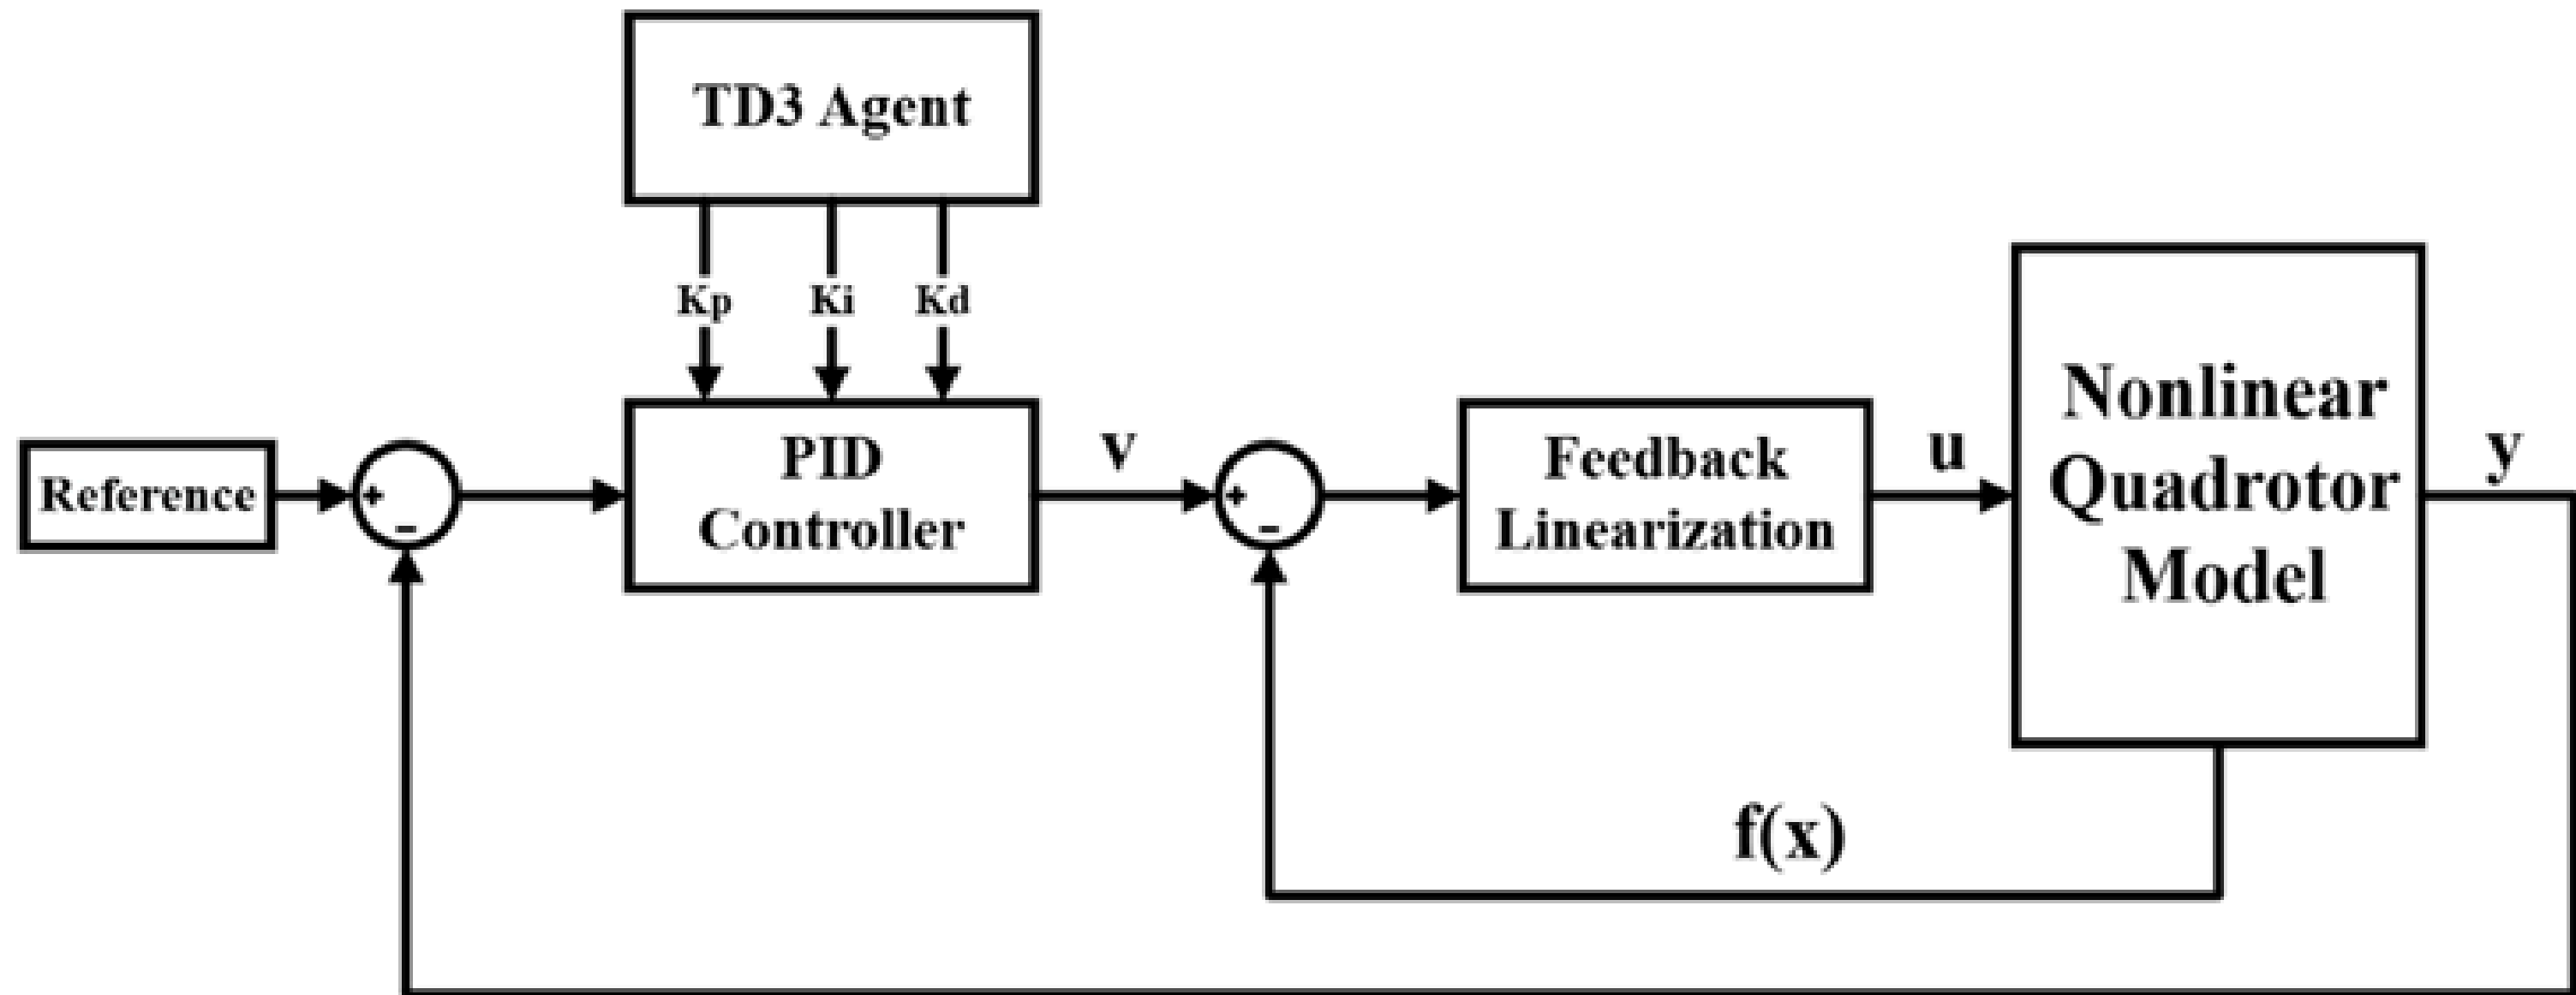 TD3 Agent
Kp Ki Kd
Reference
+
-
PID
Controller
v
+
-
Feedback
Linearization
u
Nonlinear
Quadrotor
Model
y
f(x)